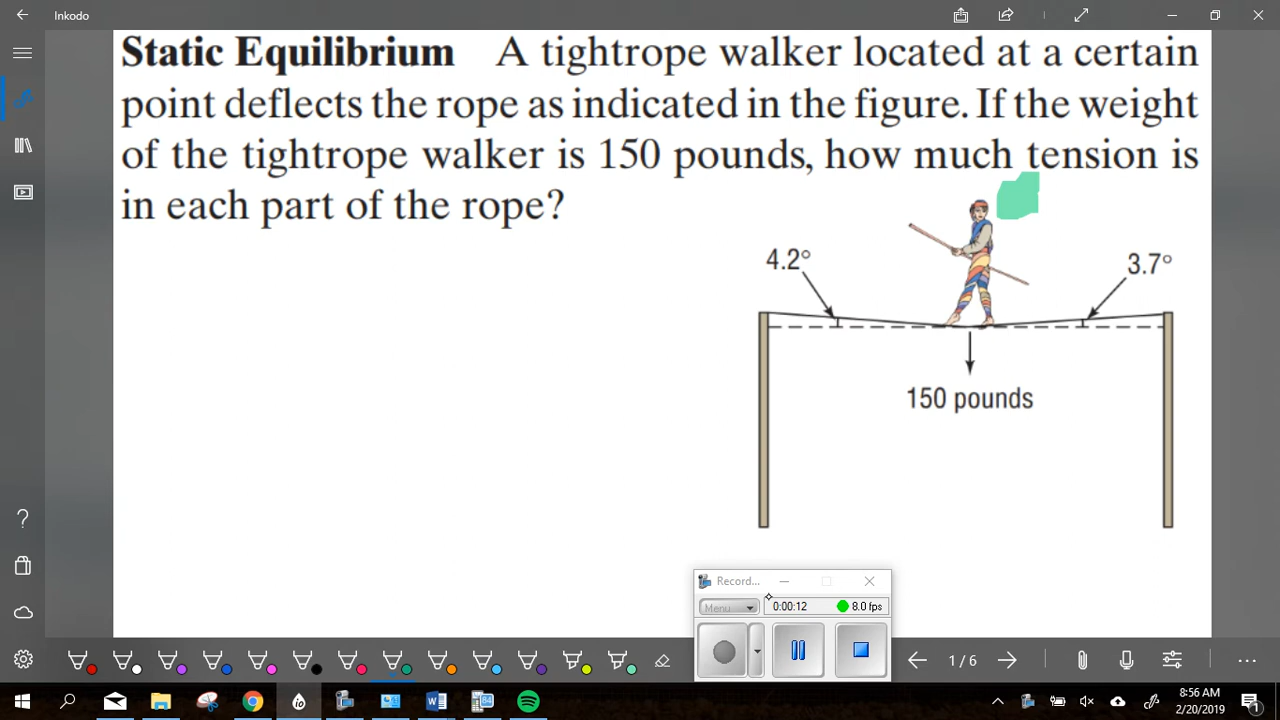 Inkodo
Static Equilibrium A tightrope walker located at a certain
point deflects the rope as indicated in the figure. If the weight
of the tightrope walker is 150 pounds, how much tension is
in each part of the rope?
4.2°
3.7°
150 pounds
Record...
Menu
0:00:12
8.0 fps
1 / 6
8:56 AM
2/20/2019